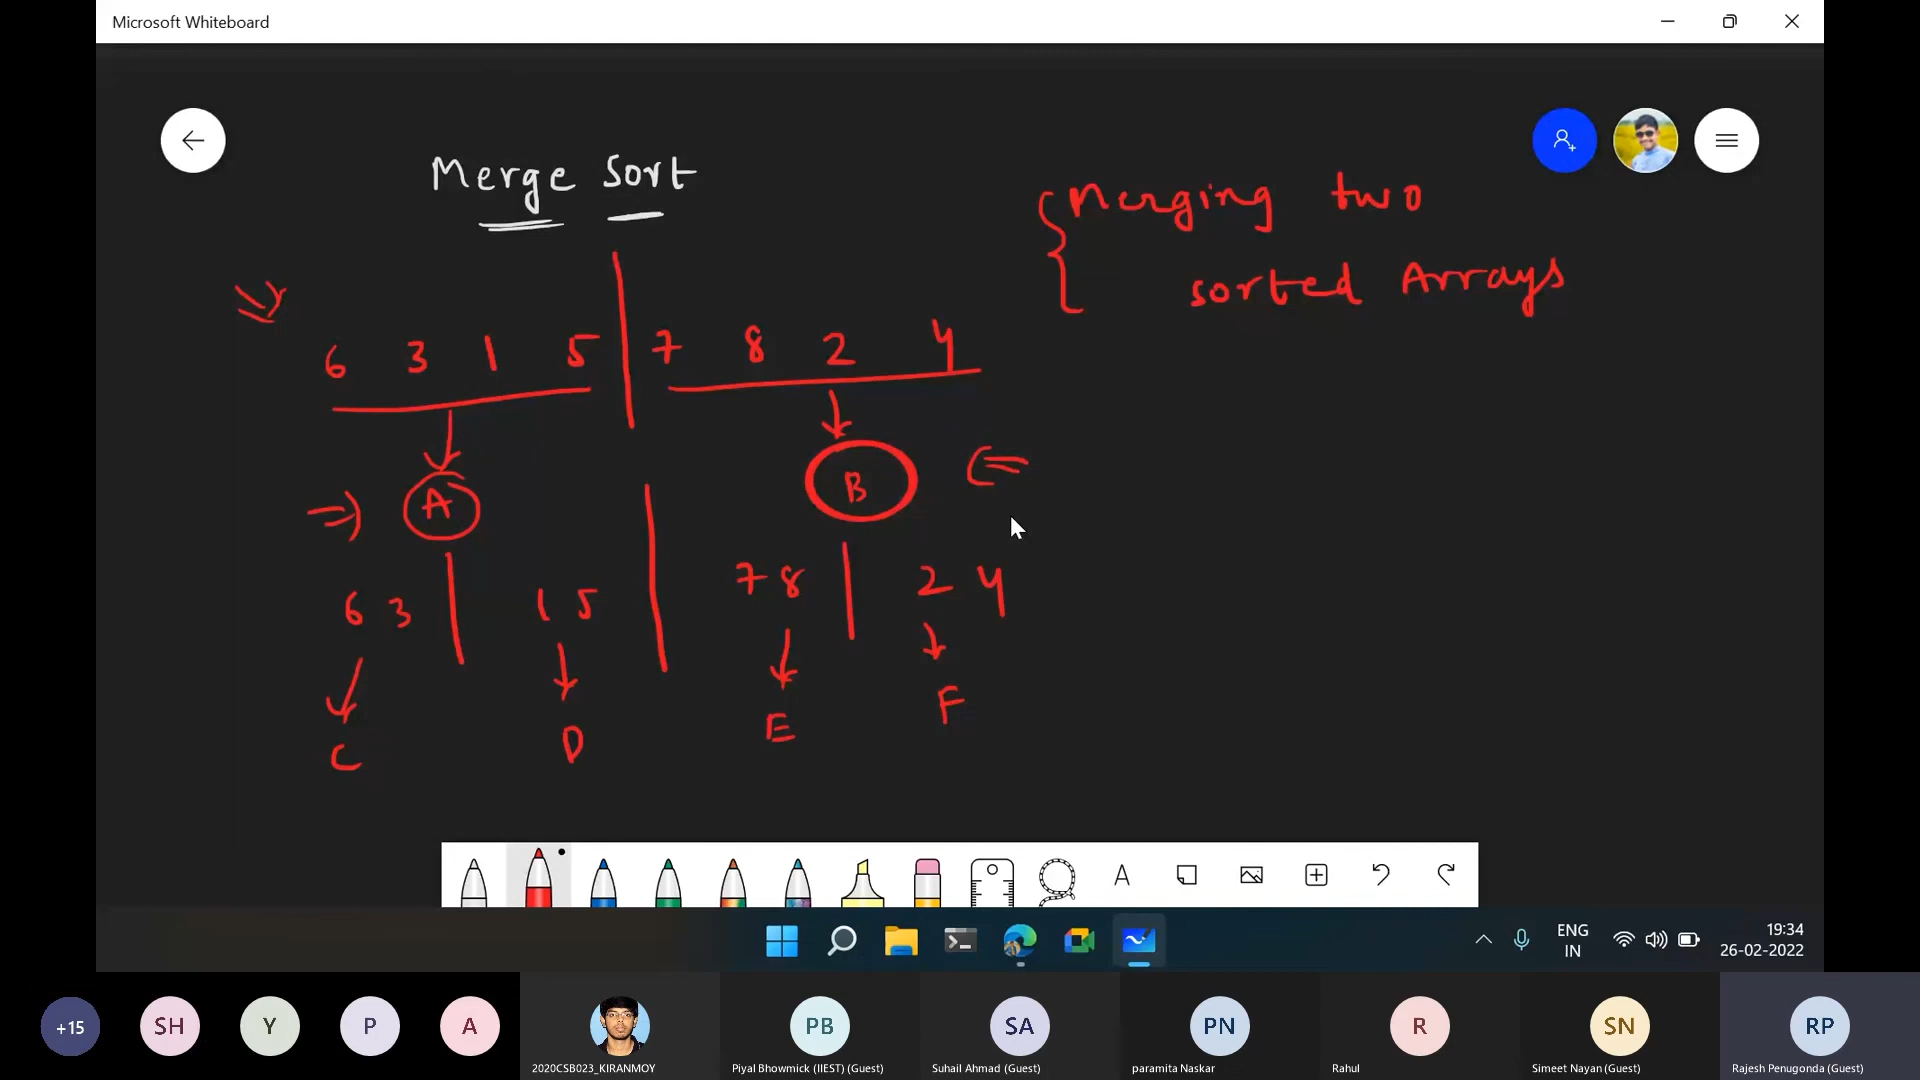 Microsoft Whiteboard
Merge Sort
Merging two
sorted Arrays
6 3 1 5 7 8 2 4
A B
6 3 1 5 7 8 2 4
C D E F
A
ENG
IN
19:34
26-02-2022
+15
SH
Y
P
A
2020CSB023_KIRANMOY
PB
Piyal Bhowmick (IIEST) (Guest)
SA
Suhail Ahmad (Guest)
PN
paramita Naskar
R
Rahul
SN
Simeet Nayan (Guest)
RP
Rajesh Penugonda (Guest)